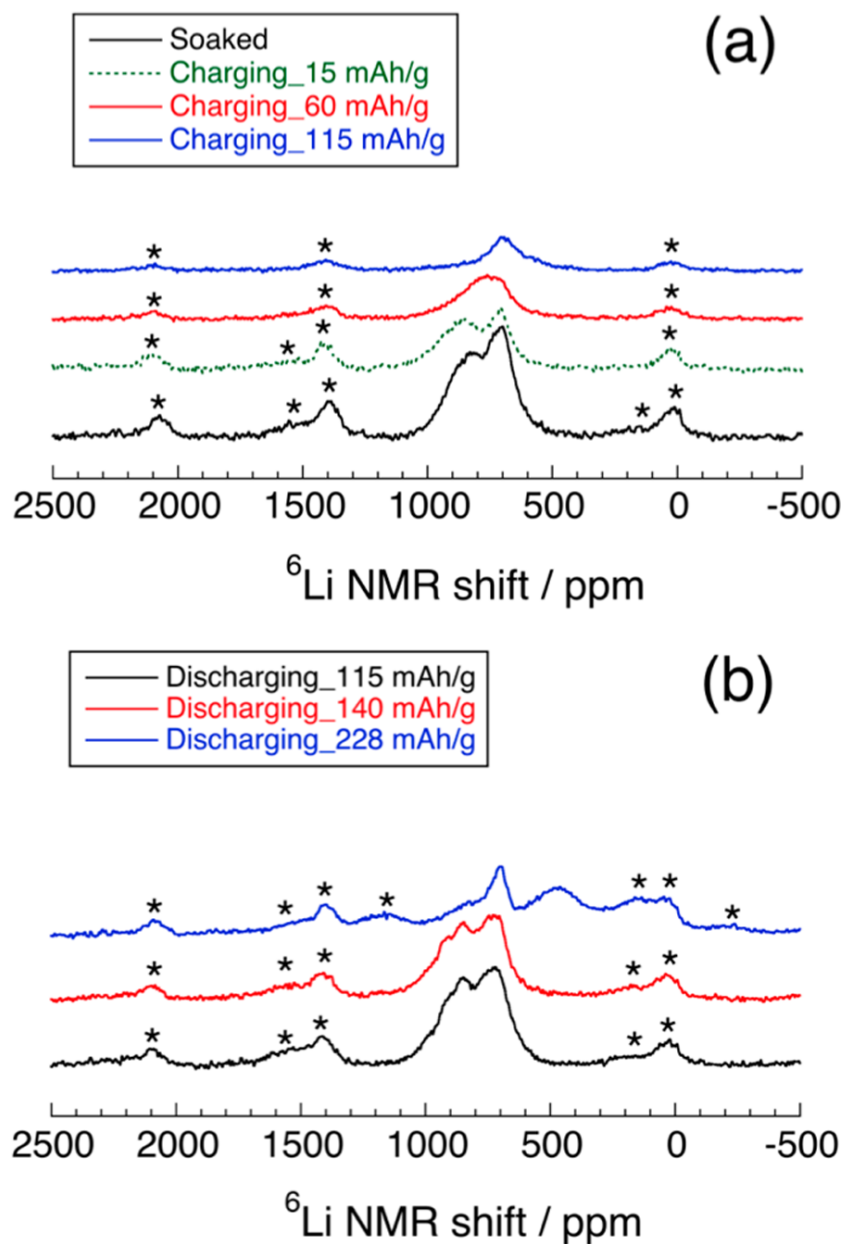 (a)
Soaked
Charging_15 mAh/g
Charging_60 mAh/g
Charging_115 mAh/g
* * *
* * *
* * * *
* * * * *
2500 2000 1500 1000 500 0 -500
⁶Li NMR shift / ppm
(b)
Discharging_115 mAh/g
Discharging_140 mAh/g
Discharging_228 mAh/g
* * * * * * *
* * * * *
* * * * *
2500 2000 1500 1000 500 0 -500
⁶Li NMR shift / ppm